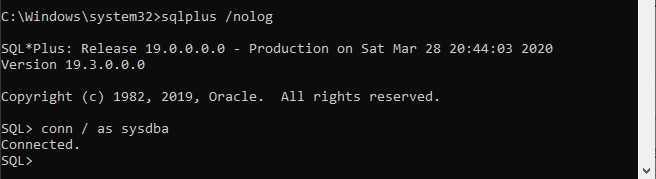 C:\Windows\system32>sqlplus /nolog
SQL*Plus: Release 19.0.0.0.0 - Production on Sat Mar 28 20:44:03 2020
Version 19.3.0.0.0
Copyright (c) 1982, 2019, Oracle.  All rights reserved.
SQL> conn / as sysdba
Connected.
SQL>